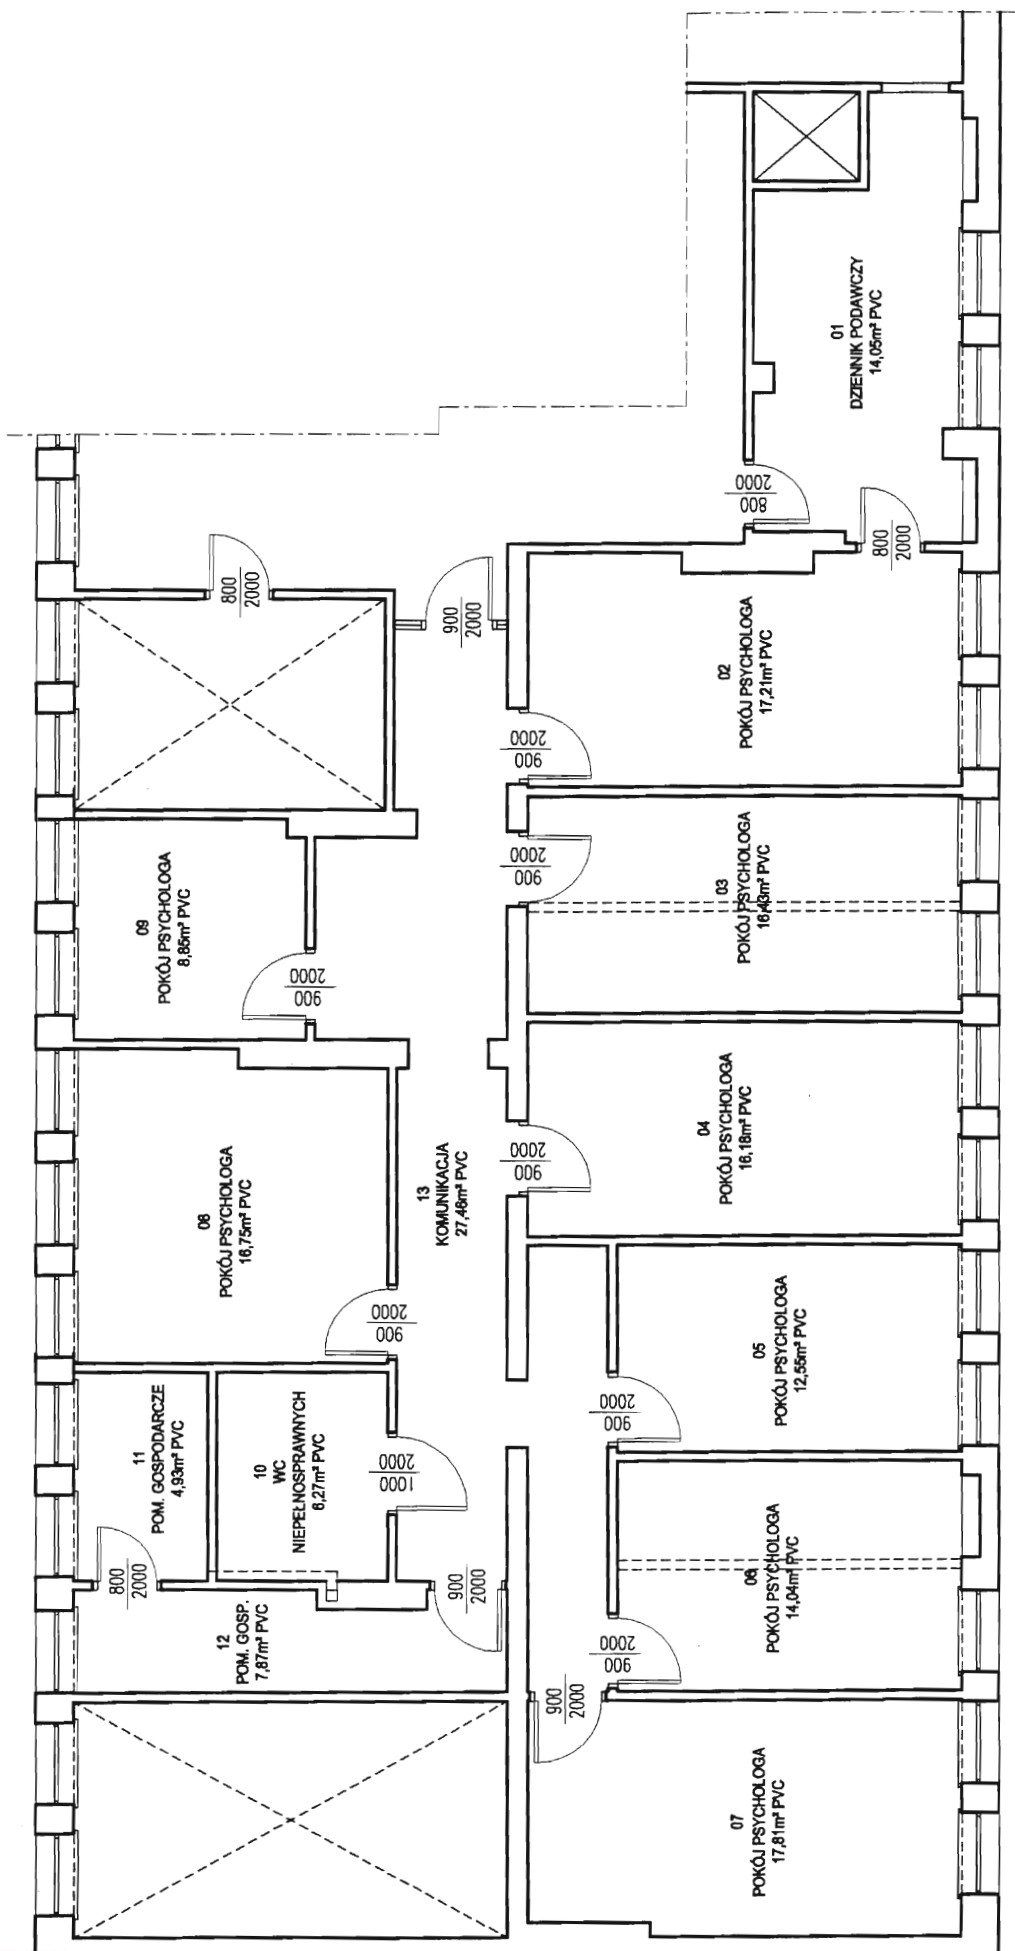 01
DZIENNIK PODAWCZY
14,05m² PVC
800
2000
800
2000
02
POKÓJ PSYCHOLOGA
17,21m² PVC
900
2000
03
POKÓJ PSYCHOLOGA
16,43m² PVC
900
2000
04
POKÓJ PSYCHOLOGA
16,18m² PVC
900
2000
05
POKÓJ PSYCHOLOGA
12,55m² PVC
900
2000
06
POKÓJ PSYCHOLOGA
14,04m² PVC
900
2000
07
POKÓJ PSYCHOLOGA
17,81m² PVC
900
2000
08
POKÓJ PSYCHOLOGA
16,75m² PVC
900
2000
09
POKÓJ PSYCHOLOGA
8,85m² PVC
900
2000
10
WC
NIEPEŁNOSPRAWNYCH
6,27m² PVC
1000
2000
11
POM. GOSPODARCZE
4,93m² PVC
800
2000
12
POM. GOSP.
7,87m² PVC
900
2000
13
KOMUNIKACJA
27,46m² PVC
900
2000
800
2000